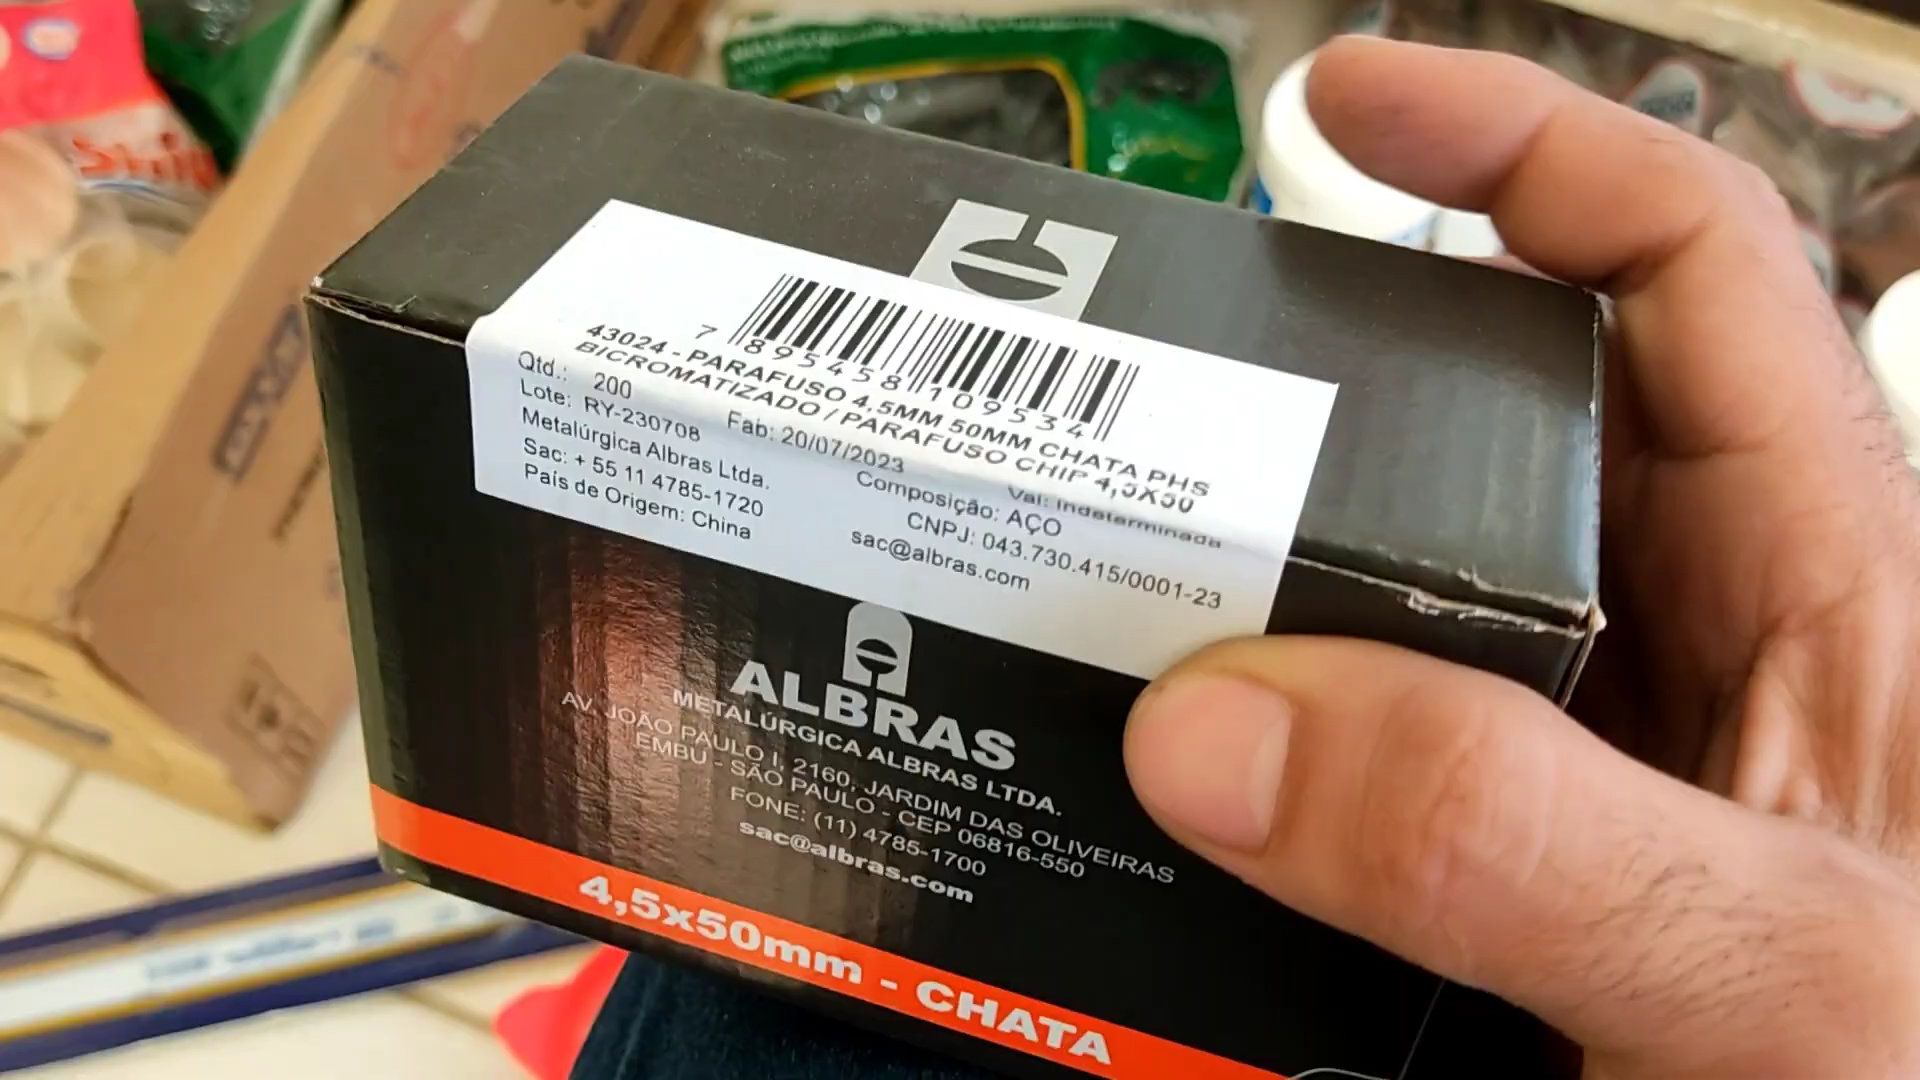 7 895458 109534
43024 - PARAFUSO 4,5MM 50MM CHATA PHS
BICROMATIZADO / PARAFUSO CHIP 4,5X50
Qtd.: 200
Val: Indeterminada
Lote: RY-230708 Fab: 20/07/2023
Composição: AÇO
Metalúrgica Albras Ltda.
CNPJ: 043.730.415/0001-23
Sac: + 55 11 4785-1720
sac@albras.com
País de Origem: China
ALBRAS
METALÚRGICA ALBRAS LTDA.
AV. JOÃO PAULO I, 2160, JARDIM DAS OLIVEIRAS
EMBU - SÃO PAULO - CEP 06816-550
FONE: (11) 4785-1700
sac@albras.com
4,5x50mm - CHATA